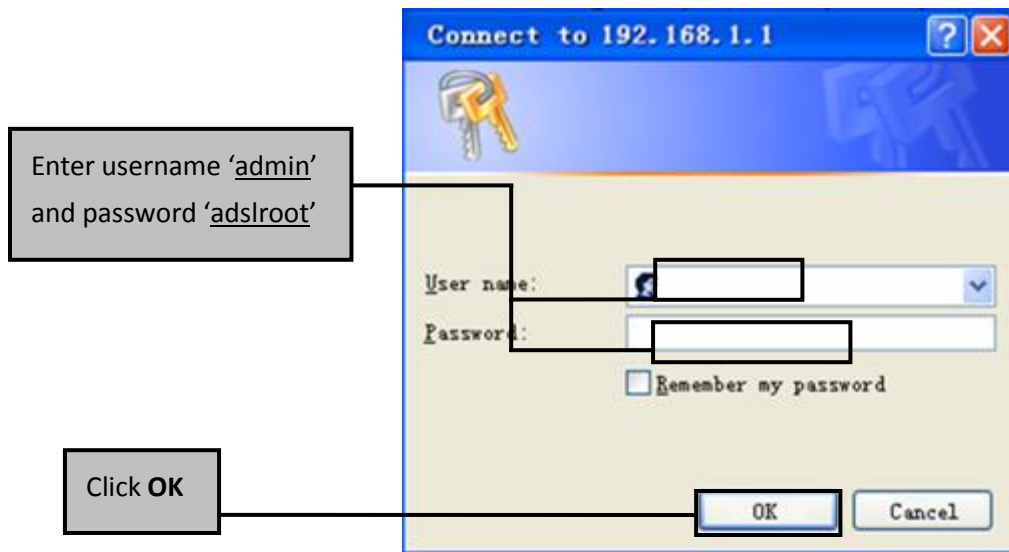 Connect to 192.168.1.1
?
X
Enter username ‘admin’
and password ‘adslroot’
User name:
Password:
Remember my password
Click OK
OK
Cancel